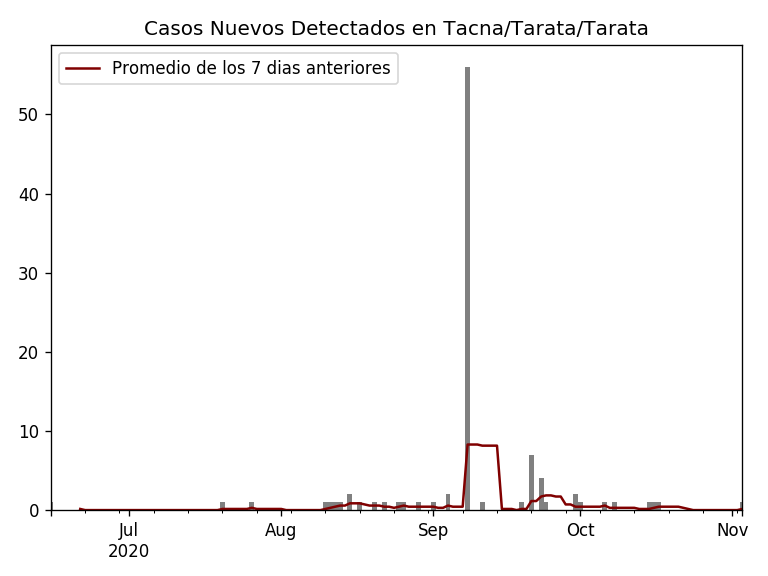 Casos Nuevos Detectados en Tacna/Tarata/Tarata
Promedio de los 7 dias anteriores
50
40
30
20
10
0
Jul Aug Sep Oct Nov
2020